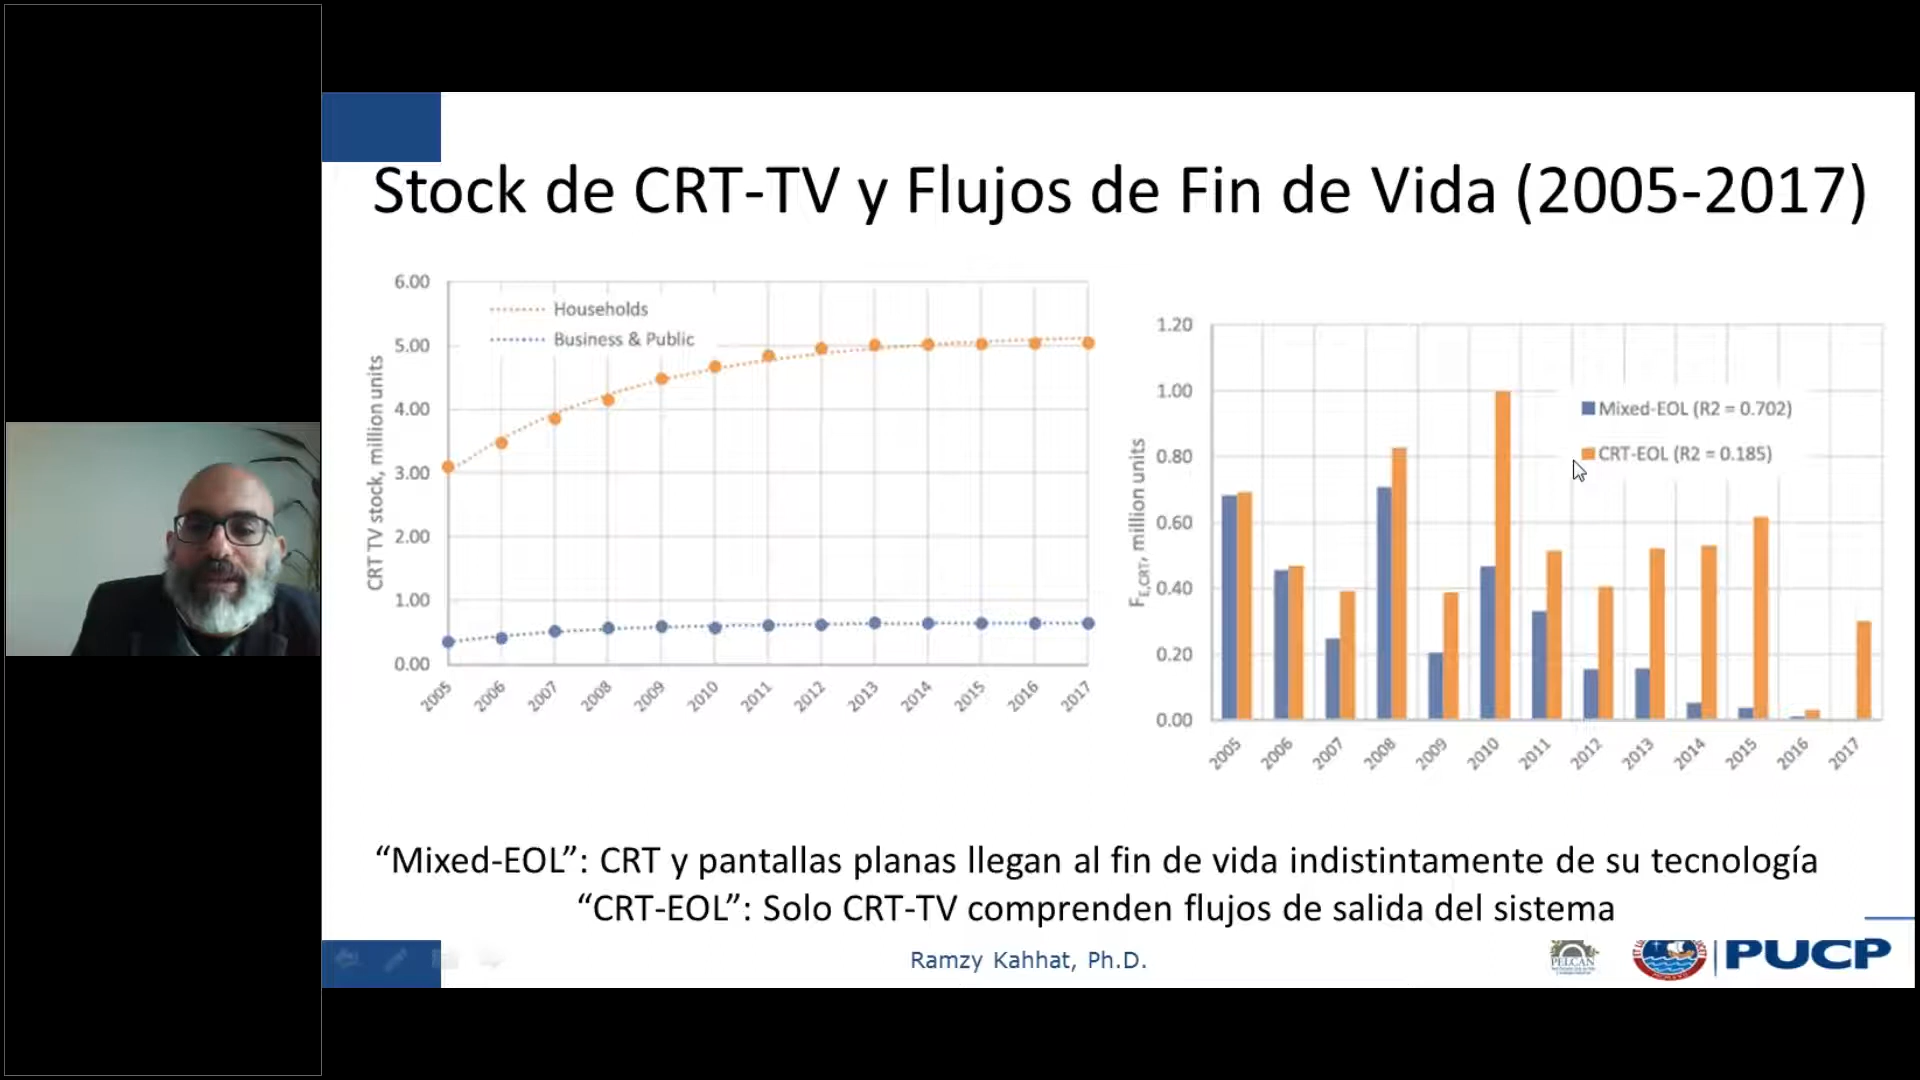 Stock de CRT-TV y Flujos de Fin de Vida (2005-2017)
CRT TV stock, million units
6.00
5.00
4.00
3.00
2.00
1.00
0.00
Households
Business & Public
2005 2006 2007 2008 2009 2010 2011 2012 2013 2014 2015 2016 2017
F_E,CRT, million units
1.20
1.00
0.80
0.60
0.40
0.20
0.00
Mixed-EOL (R2 = 0.702)
CRT-EOL (R2 = 0.185)
2005 2006 2007 2008 2009 2010 2011 2012 2013 2014 2015 2016 2017
“Mixed-EOL”: CRT y pantallas planas llegan al fin de vida indistintamente de su tecnología
“CRT-EOL”: Solo CRT-TV comprenden flujos de salida del sistema
Ramzy Kahhat, Ph.D.
PELCAN
PUCP